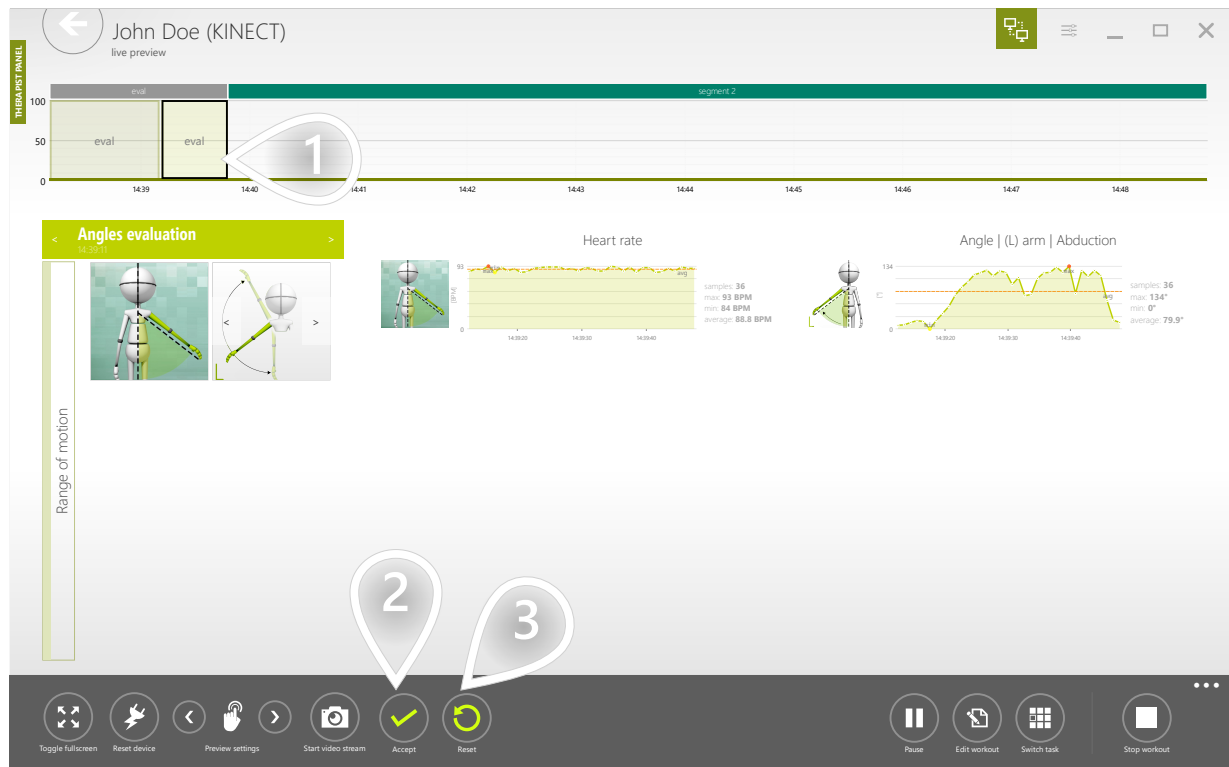 John Doe (KINECT)
live preview
THERAPIST PANEL
eval
segment 2
100
50
0
eval
eval
1
14:39
14:40
14:41
14:42
14:43
14:44
14:45
14:46
14:47
14:48
<
Angles evaluation
14:39:11
>
Range of motion
<
>
Heart rate
93
[BPM]
0
max
avg
14:39:20
14:39:30
14:39:40
samples: 36
max: 93 BPM
min: 84 BPM
average: 88.8 BPM
Angle | (L) arm | Abduction
134
[°]
0
max
avg
14:39:20
14:39:30
14:39:40
samples: 36
max: 134°
min: 0°
average: 79.9°
2
3
Toggle fullscreen
Reset device
Preview settings
Start video stream
Accept
Reset
Pause
Edit workout
Switch task
Stop workout